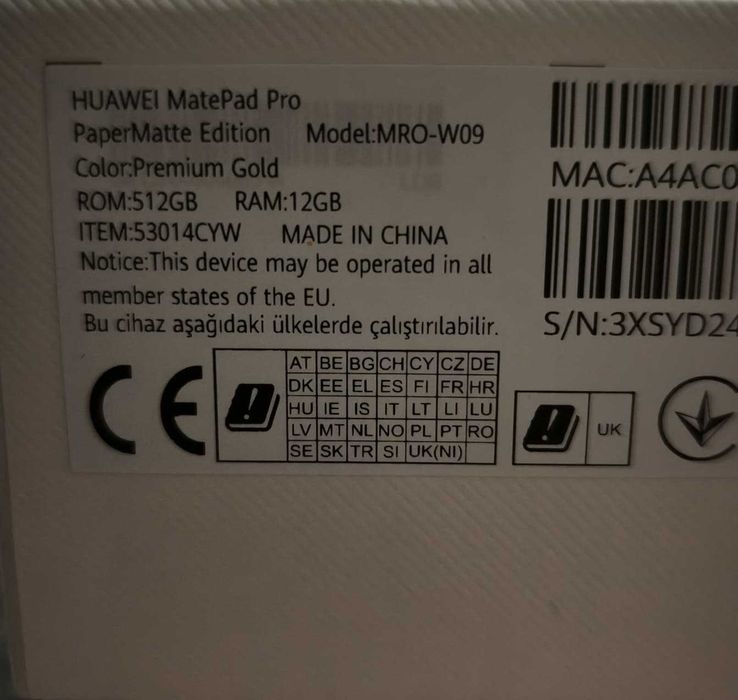 HUAWEI MatePad Pro
PaperMatte Edition Model:MRO-W09
Color:Premium Gold
ROM:512GB RAM:12GB
ITEM:53014CYW MADE IN CHINA
Notice:This device may be operated in all
member states of the EU.
Bu cihaz aşağıdaki ülkelerde çalıştırılabilir.
MAC:A4AC0
S/N:3XSYD24
CE
AT BE BG CH CY CZ DE
DK EE EL ES FI FR HR
HU IE IS IT LT LI LU
LV MT NL NO PL PT RO
SE SK TR SI UK(NI)
UK